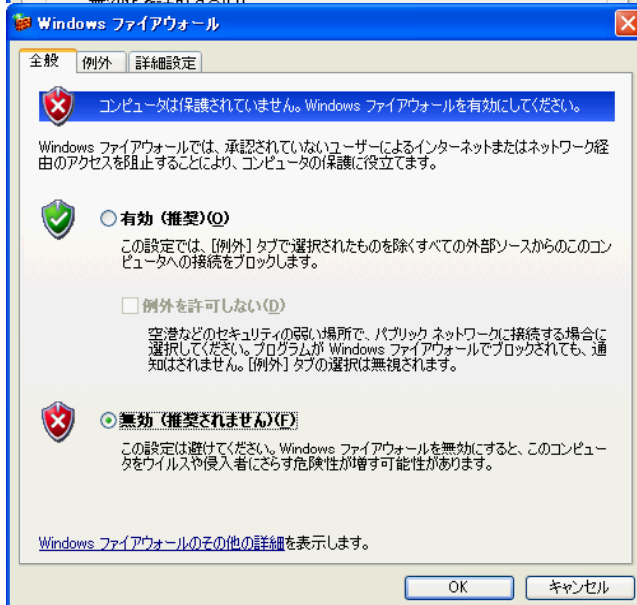 Windows ファイアウォール
全般
例外
詳細設定
コンピュータは保護されていません。Windows ファイアウォールを有効にしてください。
Windows ファイアウォールでは、承認されていないユーザーによるインターネットまたはネットワーク経
由のアクセスを阻止することにより、コンピュータの保護に役立てます。
有効 (推奨)(O)
この設定では、[例外] タブで選択されたものを除くすべての外部ソースからのこのコン
ピュータへの接続をブロックします。
例外を許可しない(D)
空港などのセキュリティの弱い場所で、パブリック ネットワークに接続する場合に
選択してください。プログラムが Windows ファイアウォールでブロックされても、通
知はされません。[例外] タブの選択は無視されます。
無効 (推奨されません)(F)
この設定は避けてください。Windows ファイアウォールを無効にすると、このコンピュー
タをウイルスや侵入者にさらす危険性が増す可能性があります。
Windows ファイアウォールのその他の詳細を表示します。
OK
キャンセル